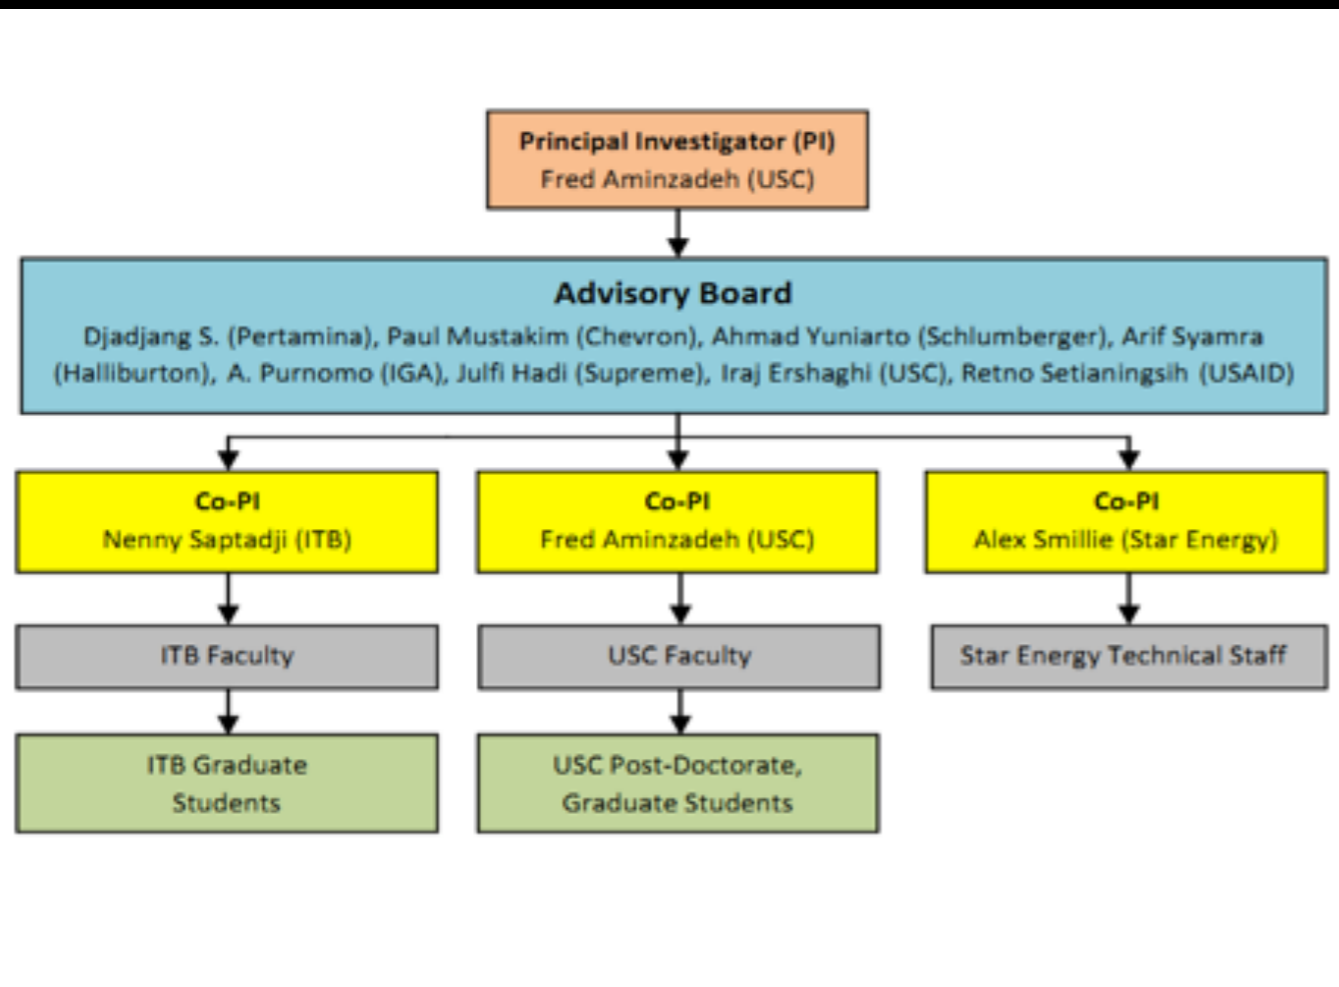 Principal Investigator (PI)
Fred Aminzadeh (USC)
Advisory Board
Djadjang S. (Pertamina), Paul Mustakim (Chevron), Ahmad Yuniarto (Schlumberger), Arif Syamra
(Halliburton), A. Purnomo (IGA), Julfi Hadi (Supreme), Iraj Ershaghi (USC), Retno Setianingsih (USAID)
Co-PI
Nenny Saptadji (ITB)
Co-PI
Fred Aminzadeh (USC)
Co-PI
Alex Smillie (Star Energy)
ITB Faculty
USC Faculty
Star Energy Technical Staff
ITB Graduate
Students
USC Post-Doctorate,
Graduate Students